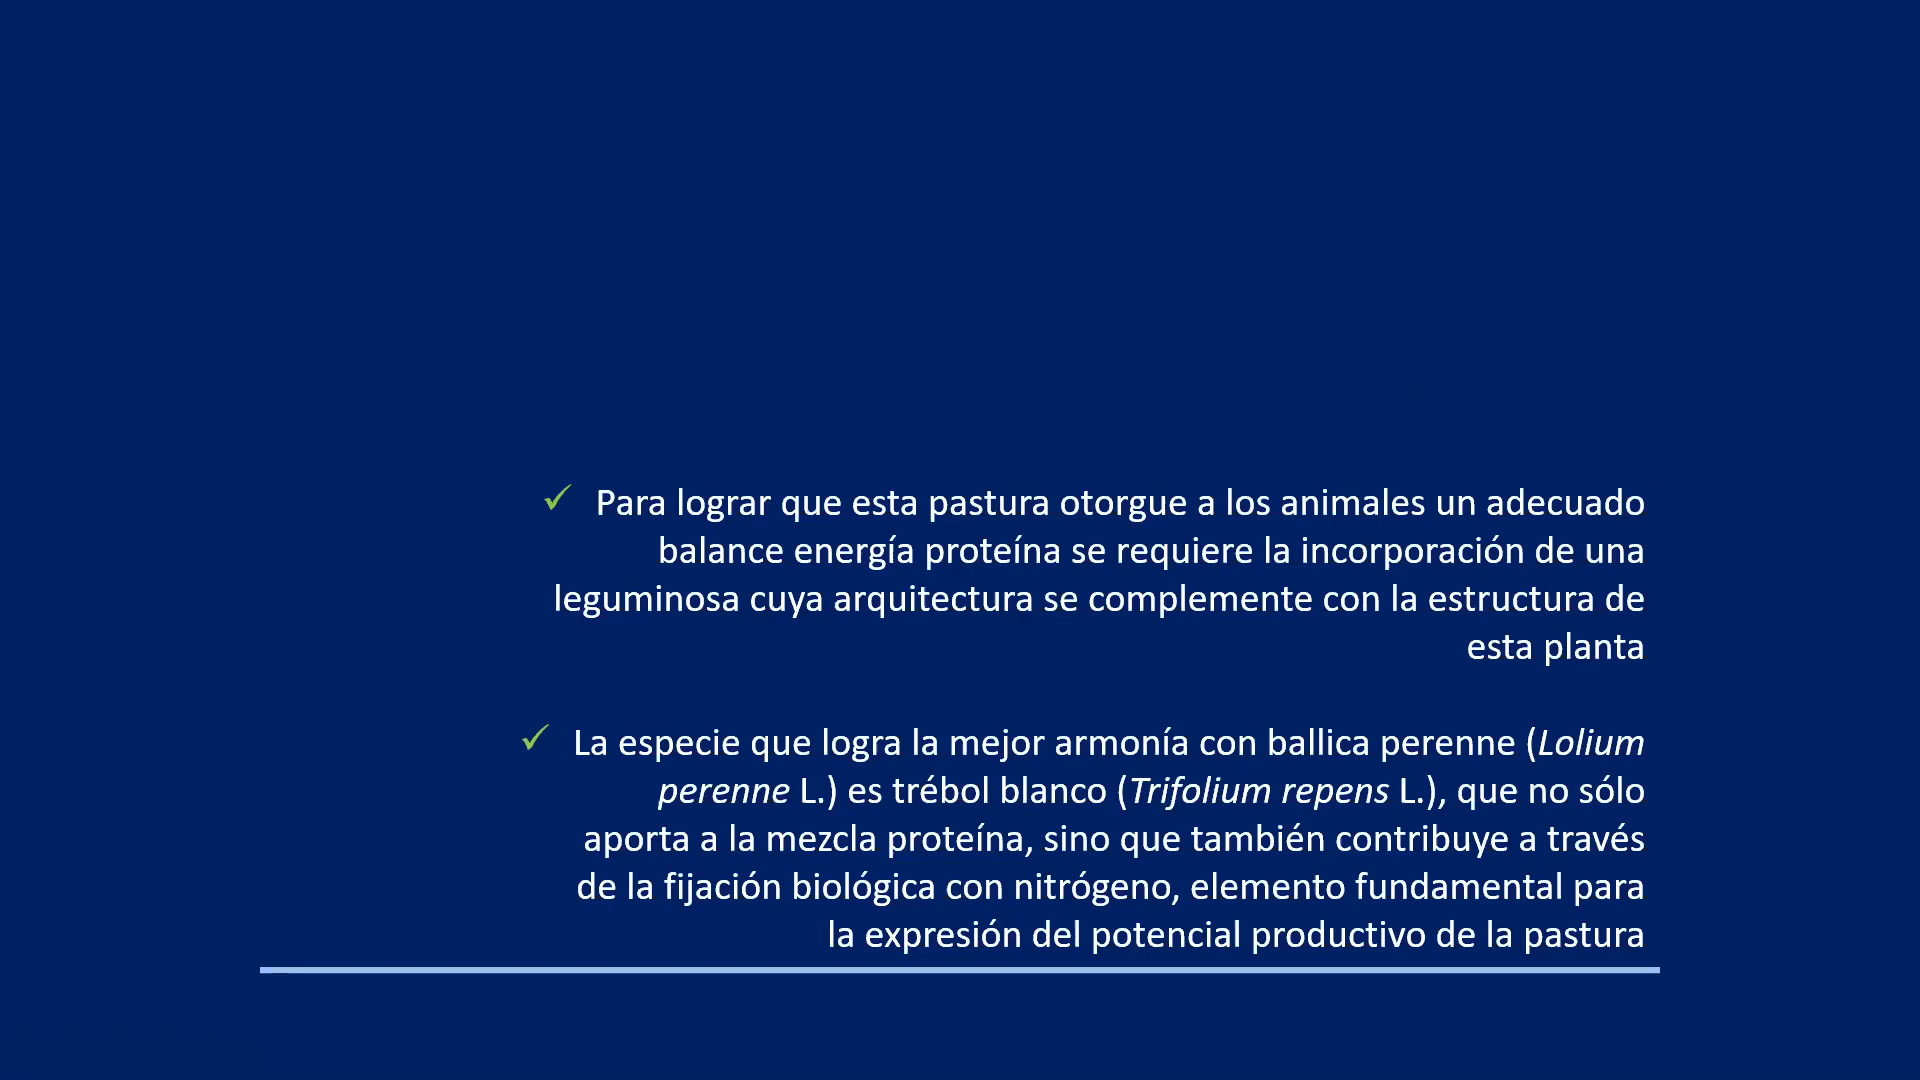 ✓ Para lograr que esta pastura otorgue a los animales un adecuado
balance energía proteína se requiere la incorporación de una
leguminosa cuya arquitectura se complemente con la estructura de
esta planta
✓ La especie que logra la mejor armonía con ballica perenne (Lolium
perenne L.) es trébol blanco (Trifolium repens L.), que no sólo
aporta a la mezcla proteína, sino que también contribuye a través
de la fijación biológica con nitrógeno, elemento fundamental para
la expresión del potencial productivo de la pastura